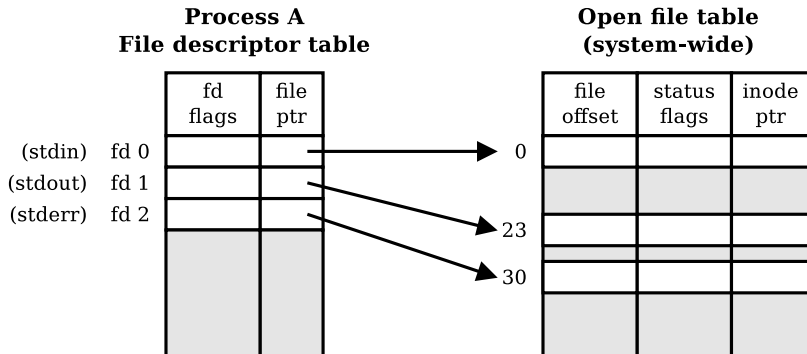 Process A
File descriptor table
Open file table
(system-wide)
fd
flags
file
ptr
file
offset
status
flags
inode
ptr
(stdin) fd 0
0
(stdout) fd 1
(stderr) fd 2
23
30